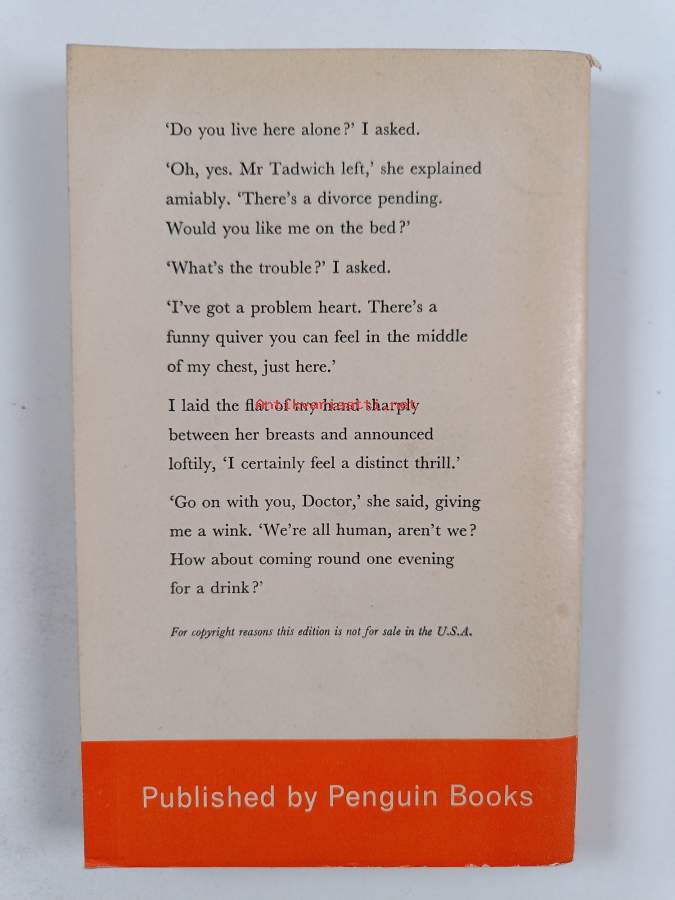 ‘Do you live here alone?’ I asked.
‘Oh, yes. Mr Tadwich left,’ she explained
amiably. ‘There's a divorce pending.
Would you like me on the bed?’
‘What's the trouble?’ I asked.
‘I've got a problem heart. There's a
funny quiver you can feel in the middle
of my chest, just here.’
I laid the flat of my hand sharply
Antikvariaatti.net
between her breasts and announced
loftily, ‘I certainly feel a distinct thrill.’
‘Go on with you, Doctor,’ she said, giving
me a wink. ‘We're all human, aren't we?
How about coming round one evening
for a drink?’
For copyright reasons this edition is not for sale in the U.S.A.
Published by Penguin Books